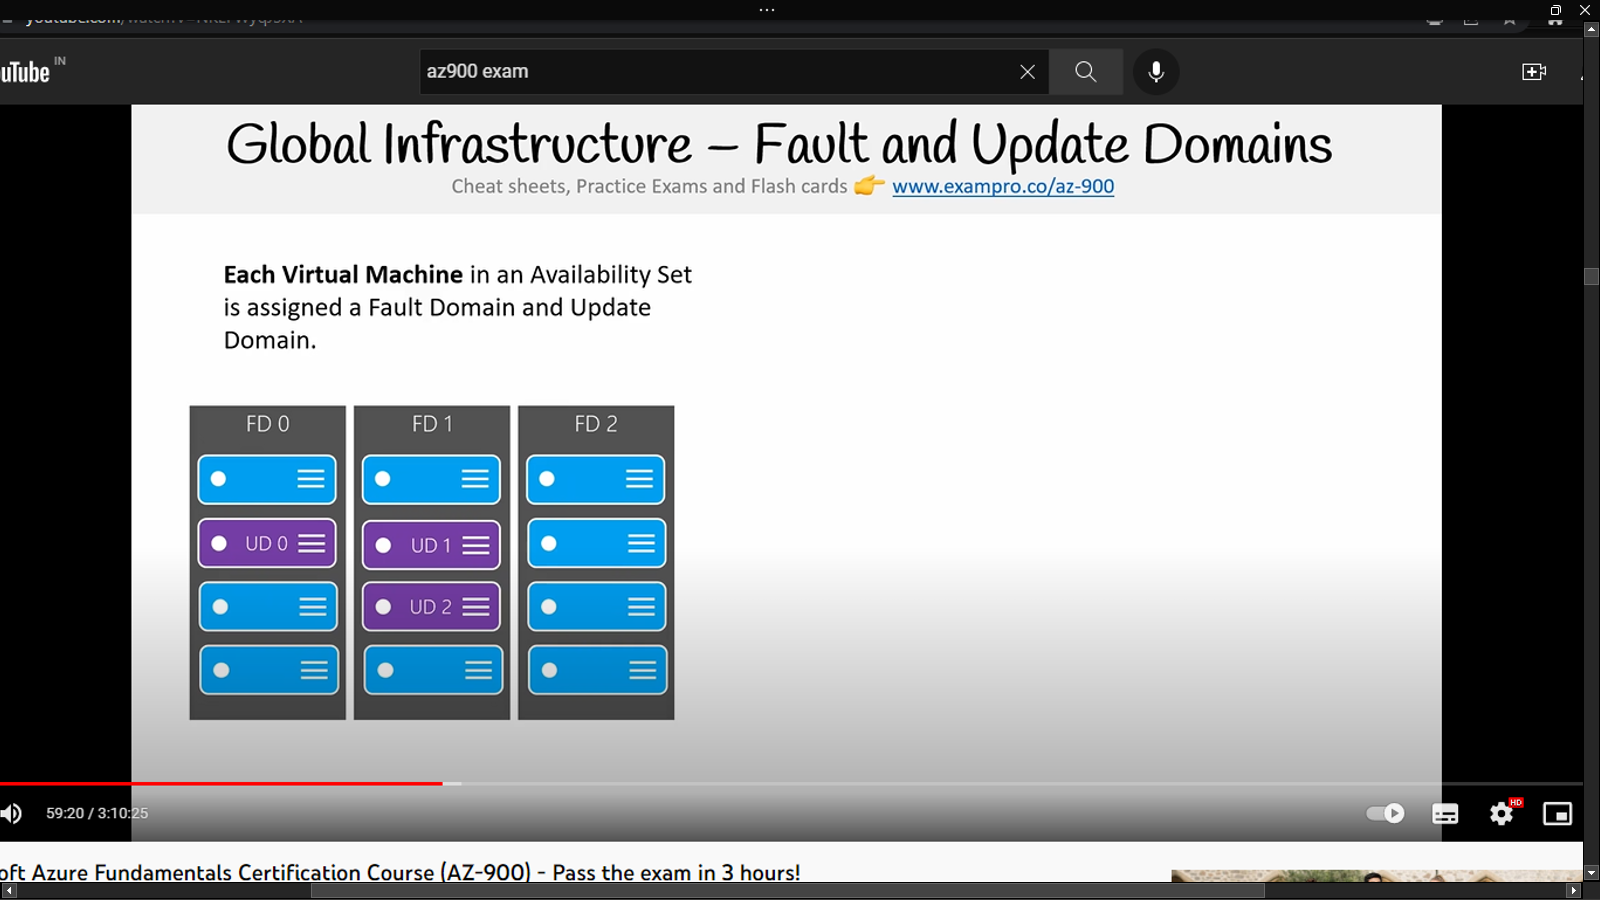 uTube IN
az900 exam
Global Infrastructure – Fault and Update Domains
Cheat sheets, Practice Exams and Flash cards 👉 www.exampro.co/az-900
Each Virtual Machine in an Availability Set
is assigned a Fault Domain and Update
Domain.
FD 0 FD 1 FD 2
UD 0 UD 1
UD 2
59:20 / 3:10:25
HD
oft Azure Fundamentals Certification Course (AZ-900) - Pass the exam in 3 hours!